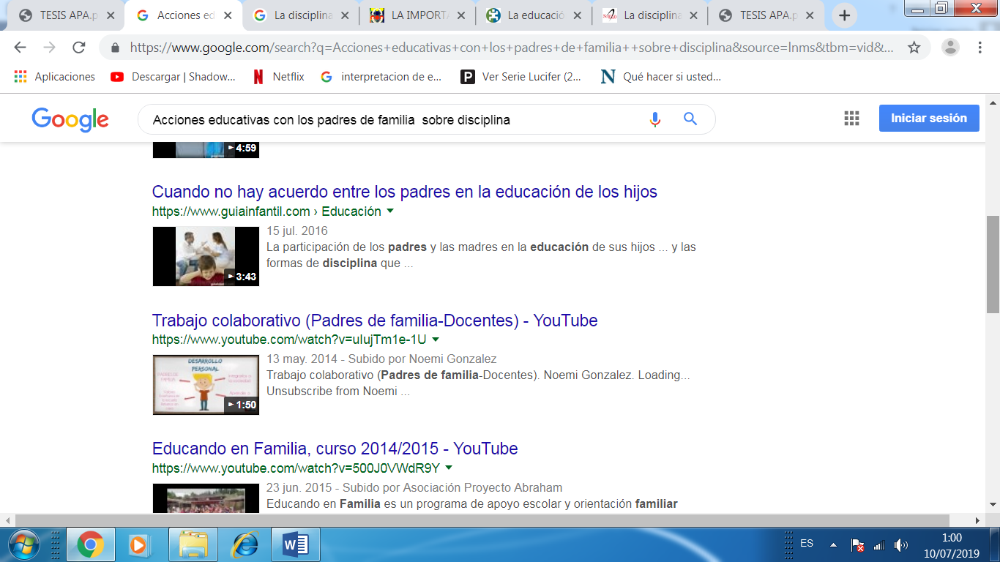 TESIS APA.p
Acciones ed
La disciplina
LA IMPORTA
La educació
La disciplina
TESIS APA.p
https://www.google.com/search?q=Acciones+educativas+con+los+padres+de+familia++sobre+disciplina&source=lnms&tbm=vid&...
Aplicaciones
Descargar | Shadow...
Netflix
interpretacion de e...
Ver Serie Lucifer (2...
Qué hacer si usted...
Google
Acciones educativas con los padres de familia  sobre disciplina
Iniciar sesión
4:59
Cuando no hay acuerdo entre los padres en la educación de los hijos
https://www.guiainfantil.com › Educación
15 jul. 2016
La participación de los padres y las madres en la educación de sus hijos ... y las
formas de disciplina que ...
3:43
Trabajo colaborativo (Padres de familia-Docentes) - YouTube
https://www.youtube.com/watch?v=uIujTm1e-1U
13 may. 2014 - Subido por Noemi Gonzalez
Trabajo colaborativo (Padres de familia-Docentes). Noemi Gonzalez. Loading...
Unsubscribe from Noemi ...
DESARROLLO
PERSONAL
1:50
Educando en Familia, curso 2014/2015 - YouTube
https://www.youtube.com/watch?v=500J0VWdR9Y
23 jun. 2015 - Subido por Asociación Proyecto Abraham
Educando en Familia es un programa de apoyo escolar y orientación familiar
ES
1:00
10/07/2019